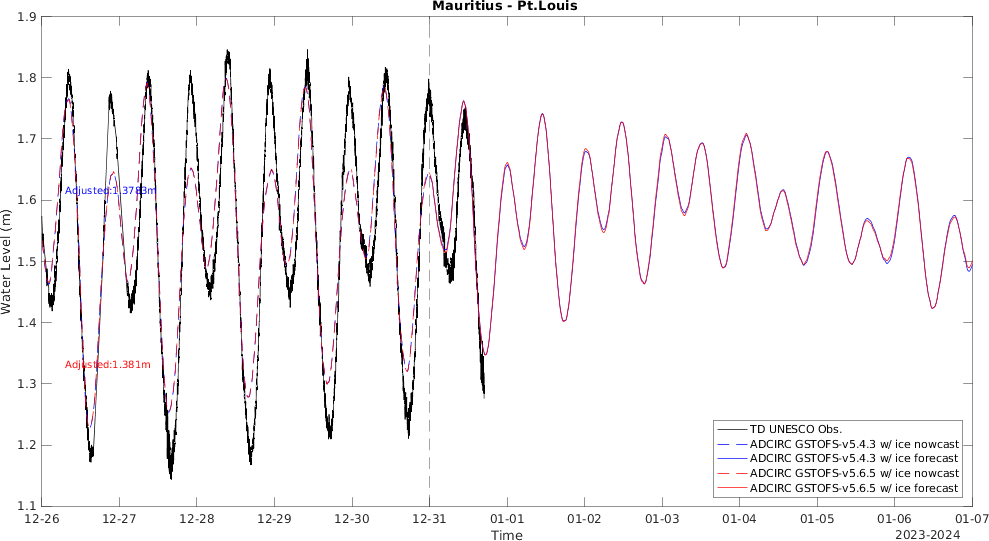 Mauritius - Pt.Louis
1.9
1.8
1.7
1.6
1.5
1.4
1.3
1.2
1.1
Water Level (m)
Adjusted:1.3783m
Adjusted:1.381m
TD UNESCO Obs.
ADCIRC GSTOFS-v5.4.3 w/ ice nowcast
ADCIRC GSTOFS-v5.4.3 w/ ice forecast
ADCIRC GSTOFS-v5.6.5 w/ ice nowcast
ADCIRC GSTOFS-v5.6.5 w/ ice forecast
12-26 12-27 12-28 12-29 12-30 12-31 01-01 01-02 01-03 01-04 01-05 01-06 01-07
Time
2023-2024